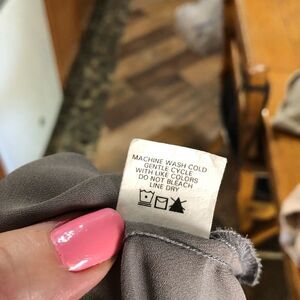 MACHINE WASH COLD
GENTLE CYCLE
WITH LIKE COLORS
DO NOT BLEACH
LINE DRY